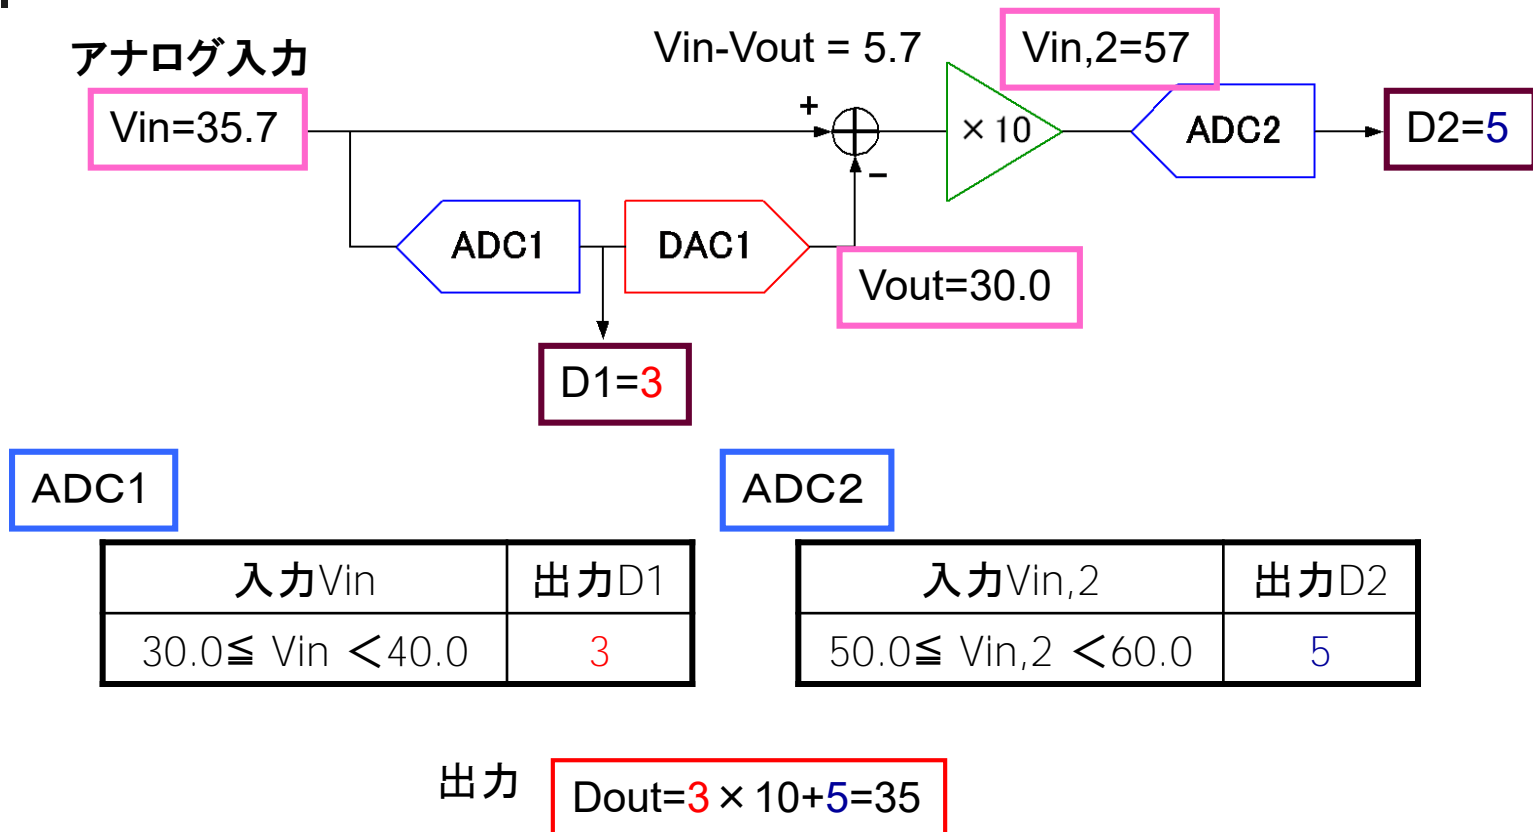 アナログ入力
Vin-Vout = 5.7
Vin,2=57
Vin=35.7
+
×10
ADC2
D2=5
−
ADC1
DAC1
Vout=30.0
D1=3
ADC1
ADC2
入力Vin 出力D1
30.0≦ Vin <40.0 3
入力Vin,2 出力D2
50.0≦ Vin,2 <60.0 5
出力 Dout=3×10+5=35